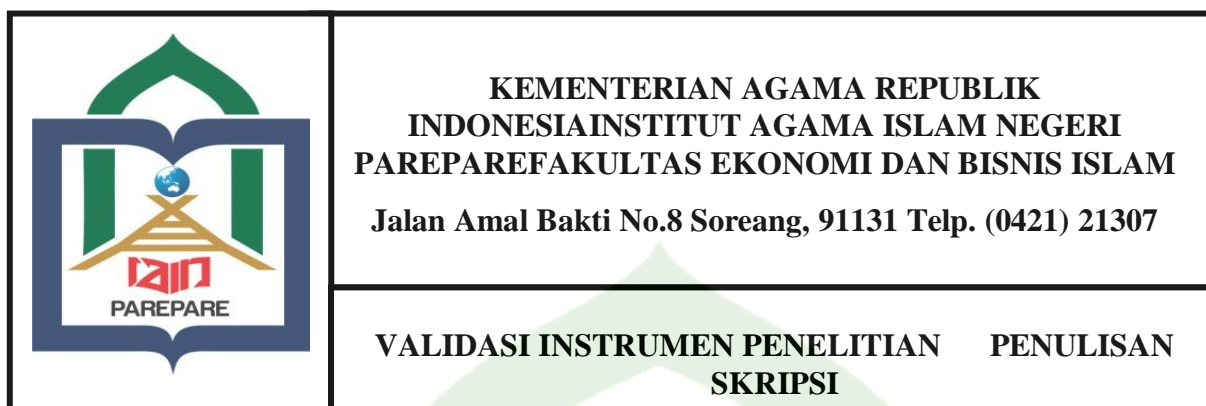 iain
PAREPARE
KEMENTERIAN AGAMA REPUBLIK
INDONESIAINSTITUT AGAMA ISLAM NEGERI
PAREPAREFAKULTAS EKONOMI DAN BISNIS ISLAM
Jalan Amal Bakti No.8 Soreang, 91131 Telp. (0421) 21307
VALIDASI INSTRUMEN PENELITIAN PENULISAN
SKRIPSI